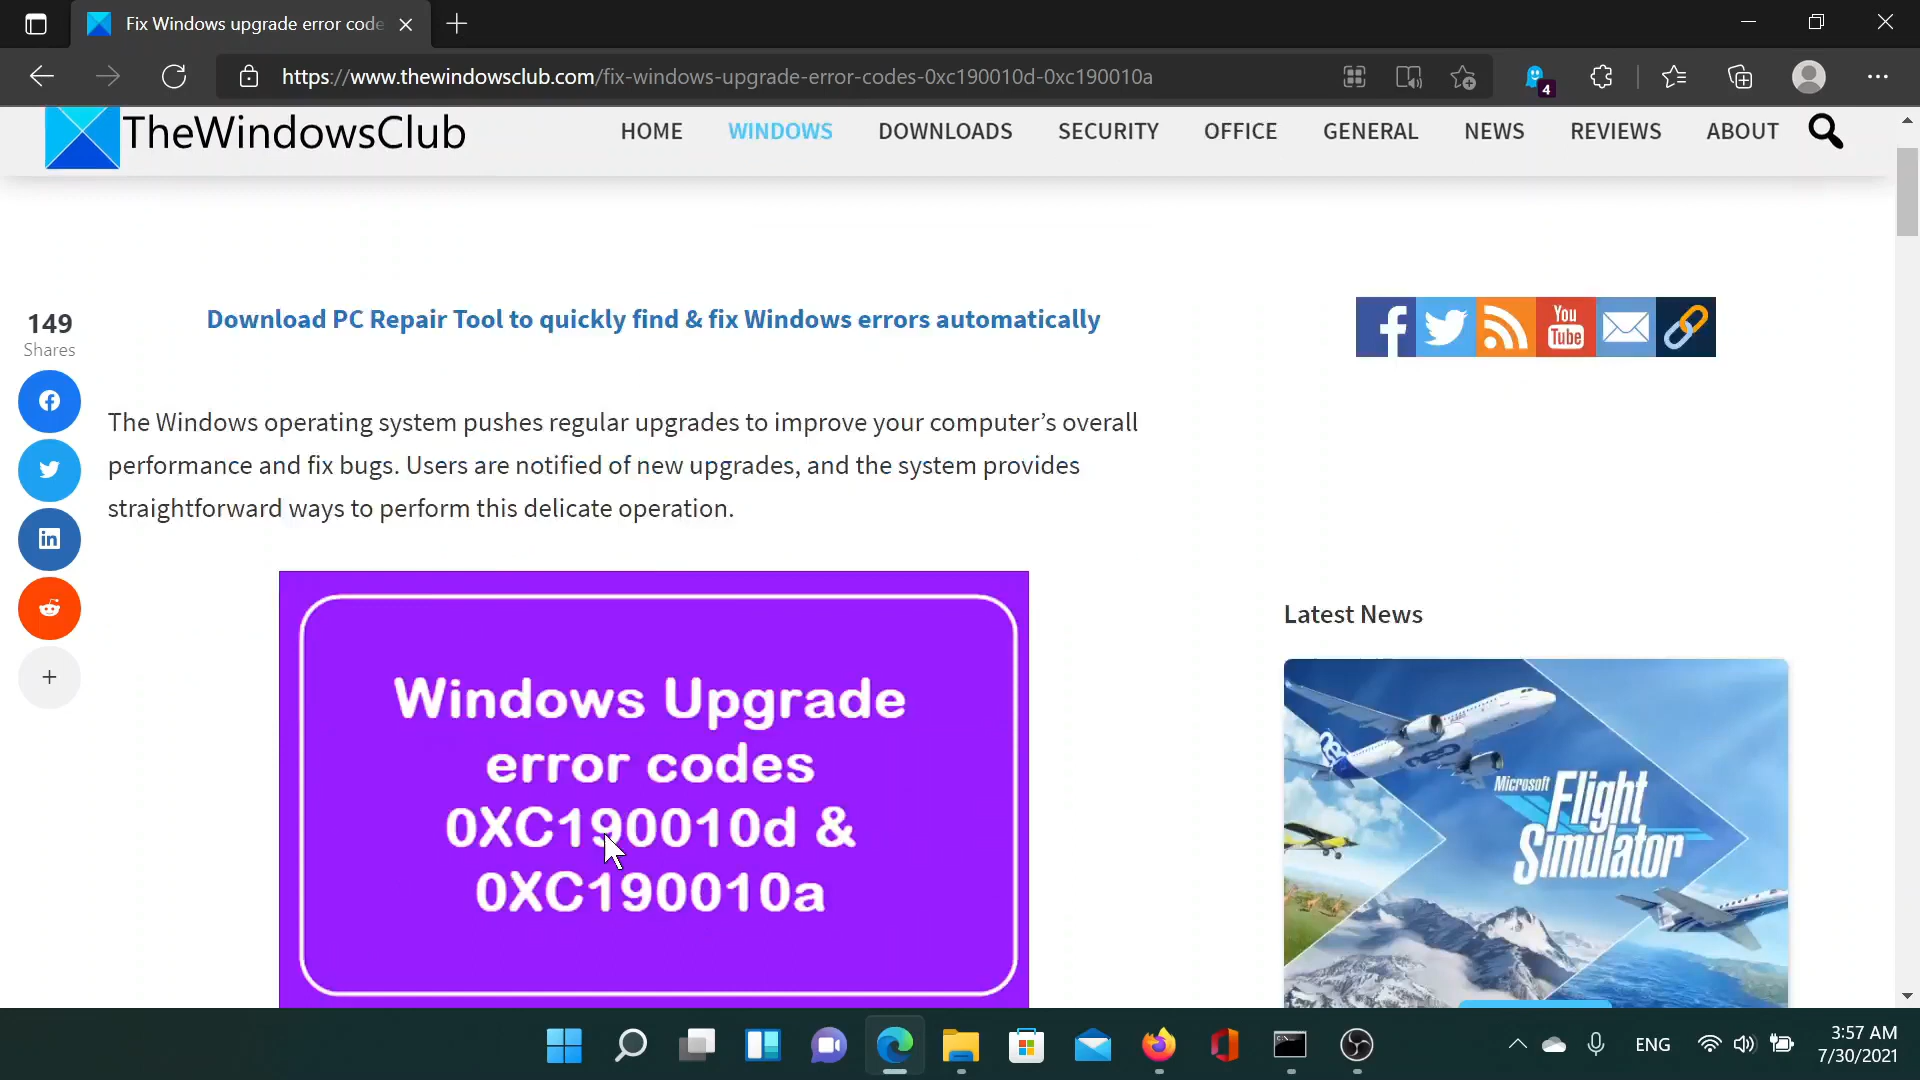 Fix Windows upgrade error code
https://www.thewindowsclub.com/fix-windows-upgrade-error-codes-0xc190010d-0xc190010a
4
TheWindowsClub
HOME
WINDOWS
DOWNLOADS
SECURITY
OFFICE
GENERAL
NEWS
REVIEWS
ABOUT
149
Shares
Download PC Repair Tool to quickly find & fix Windows errors automatically
You
Tube
The Windows operating system pushes regular upgrades to improve your computer’s overall
performance and fix bugs. Users are notified of new upgrades, and the system provides
straightforward ways to perform this delicate operation.
Windows Upgrade
error codes
0XC190010d &
0XC190010a
Latest News
Microsoft
Flight
Simulator
ENG
3:57 AM
7/30/2021